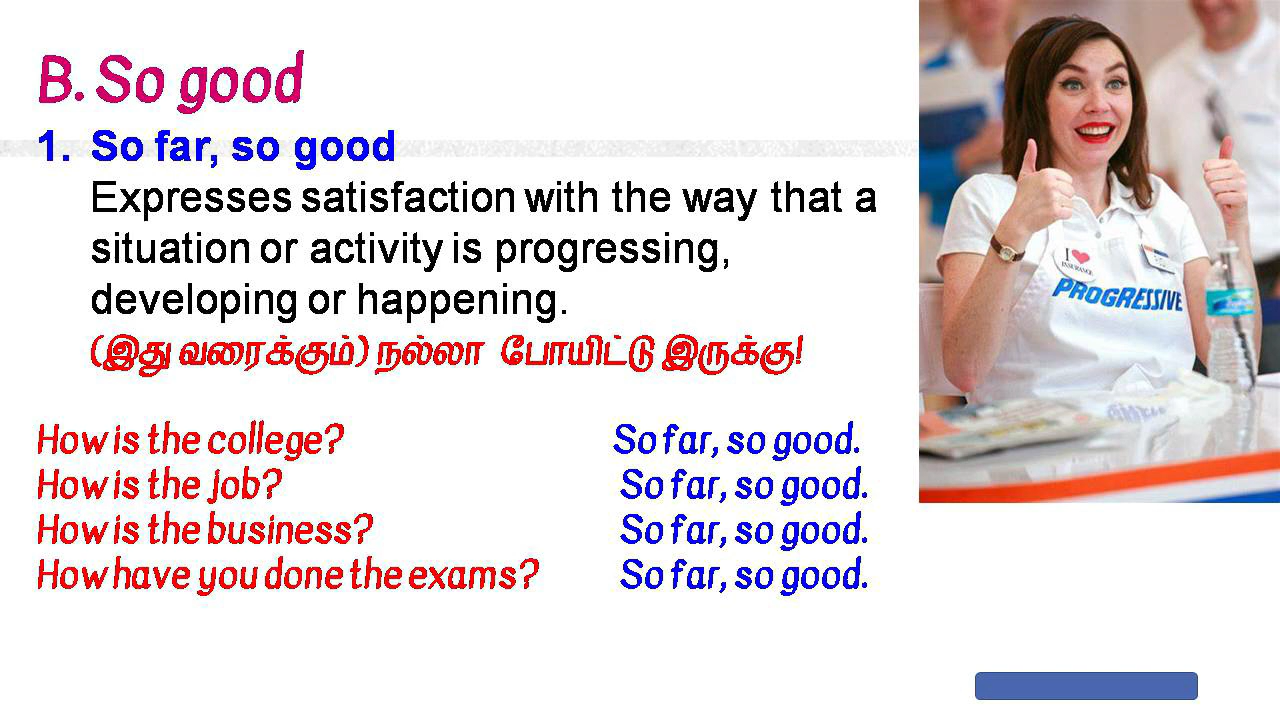 B. So good
1. So far, so good
Expresses satisfaction with the way that a
situation or activity is progressing,
developing or happening.
(இது வரைக்கும்) நல்லா போயிட்டு இருக்கு!
How is the college? So far, so good.
How is the job? So far, so good.
How is the business? So far, so good.
How have you done the exams? So far, so good.
I ❤
INSURANCE
PROGRESSIVE